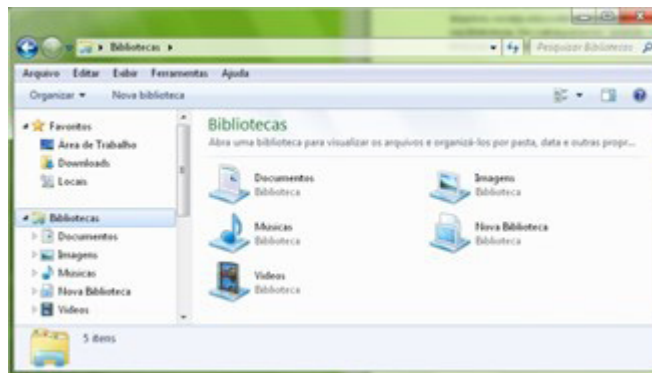 Bibliotecas
Pesquisar Bibliotecas
Arquivo Editar Exibir Ferramentas Ajuda
Organizar Nova biblioteca
Favoritos
Área de Trabalho
Downloads
Locais
Bibliotecas
Documentos
Imagens
Músicas
Nova Biblioteca
Vídeos
Bibliotecas
Abra uma biblioteca para visualizar os arquivos e organizá-los por pasta, data e outras propr...
Documentos
Biblioteca
Imagens
Biblioteca
Músicas
Biblioteca
Nova Biblioteca
Biblioteca
Vídeos
Biblioteca
5 itens